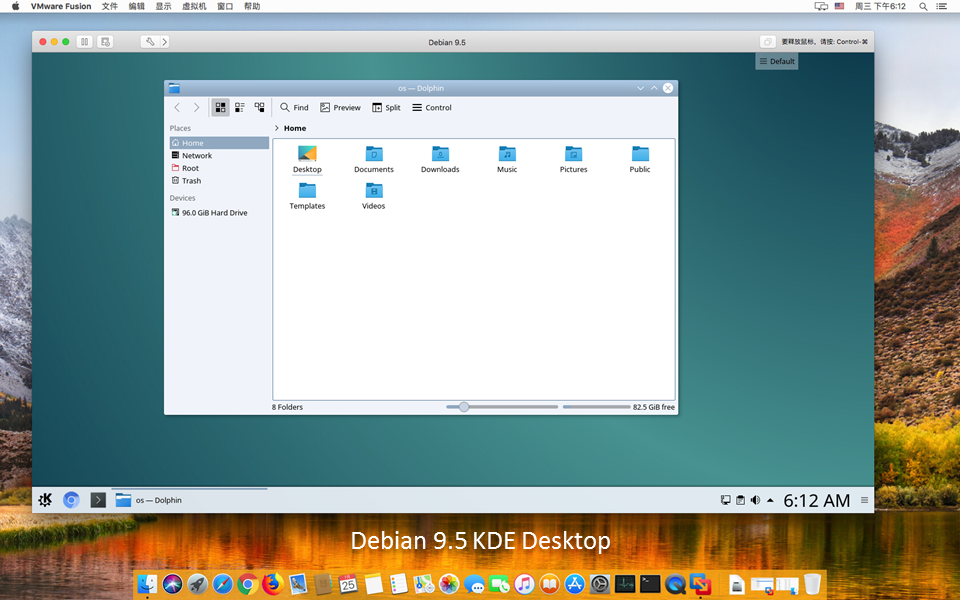 VMware Fusion 文件 编辑 显示 虚拟机 窗口 帮助 周三 下午6:12
Debian 9.5 要释放鼠标，请按: Control-⌘
Default
os — Dolphin
Find Preview Split Control
Places
Home
Home
Network
Root
Trash
Devices
96.0 GiB Hard Drive
Desktop Documents Downloads Music Pictures Public
Templates Videos
8 Folders 82.5 GiB free
os — Dolphin 6:12 AM
Debian 9.5 KDE Desktop
25